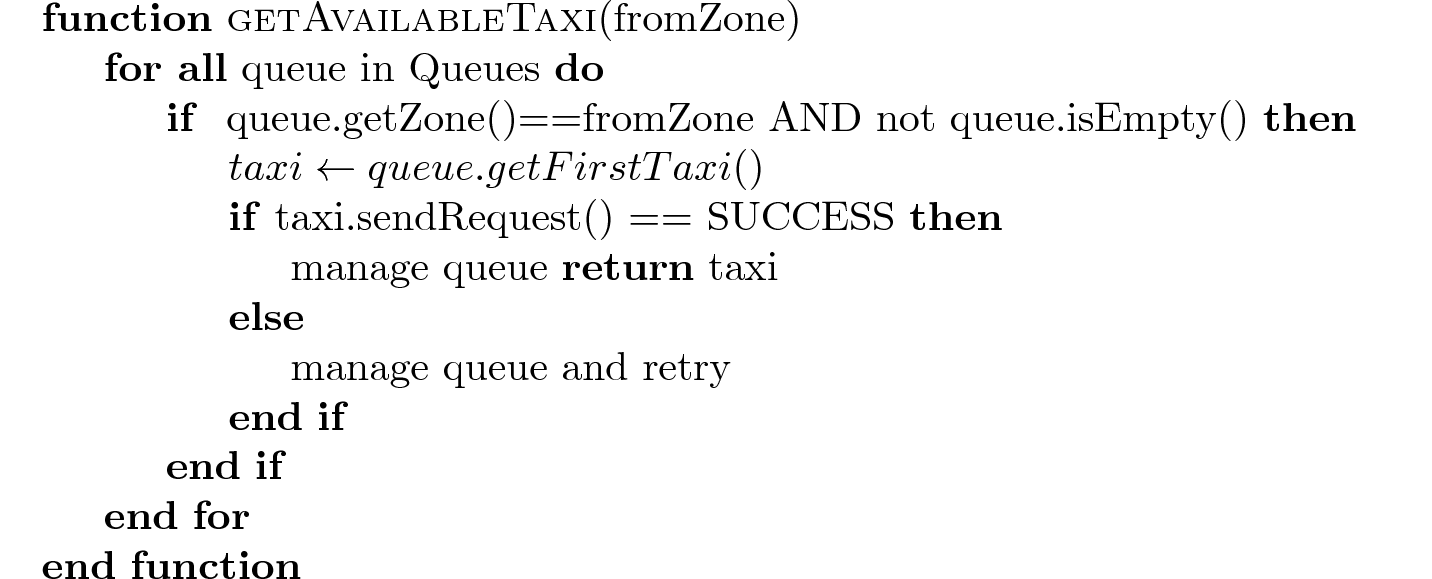 function GETAVAILABLETAXI(fromZone)
for all queue in Queues do
if queue.getZone()==fromZone AND not queue.isEmpty() then
taxi ← queue.getFirstTaxi()
if taxi.sendRequest() == SUCCESS then
manage queue return taxi
else
manage queue and retry
end if
end if
end for
end function